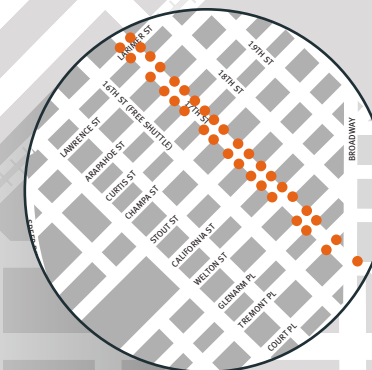 LARIMER ST
19TH ST
18TH ST
17TH ST
16TH ST (FREE SHUTTLE)
BROADWAY
LAWRENCE ST
ARAPAHOE ST
CURTIS ST
CHAMPA ST
STOUT ST
CALIFORNIA ST
WELTON ST
GLENARM PL
TREMONT PL
COURT PL